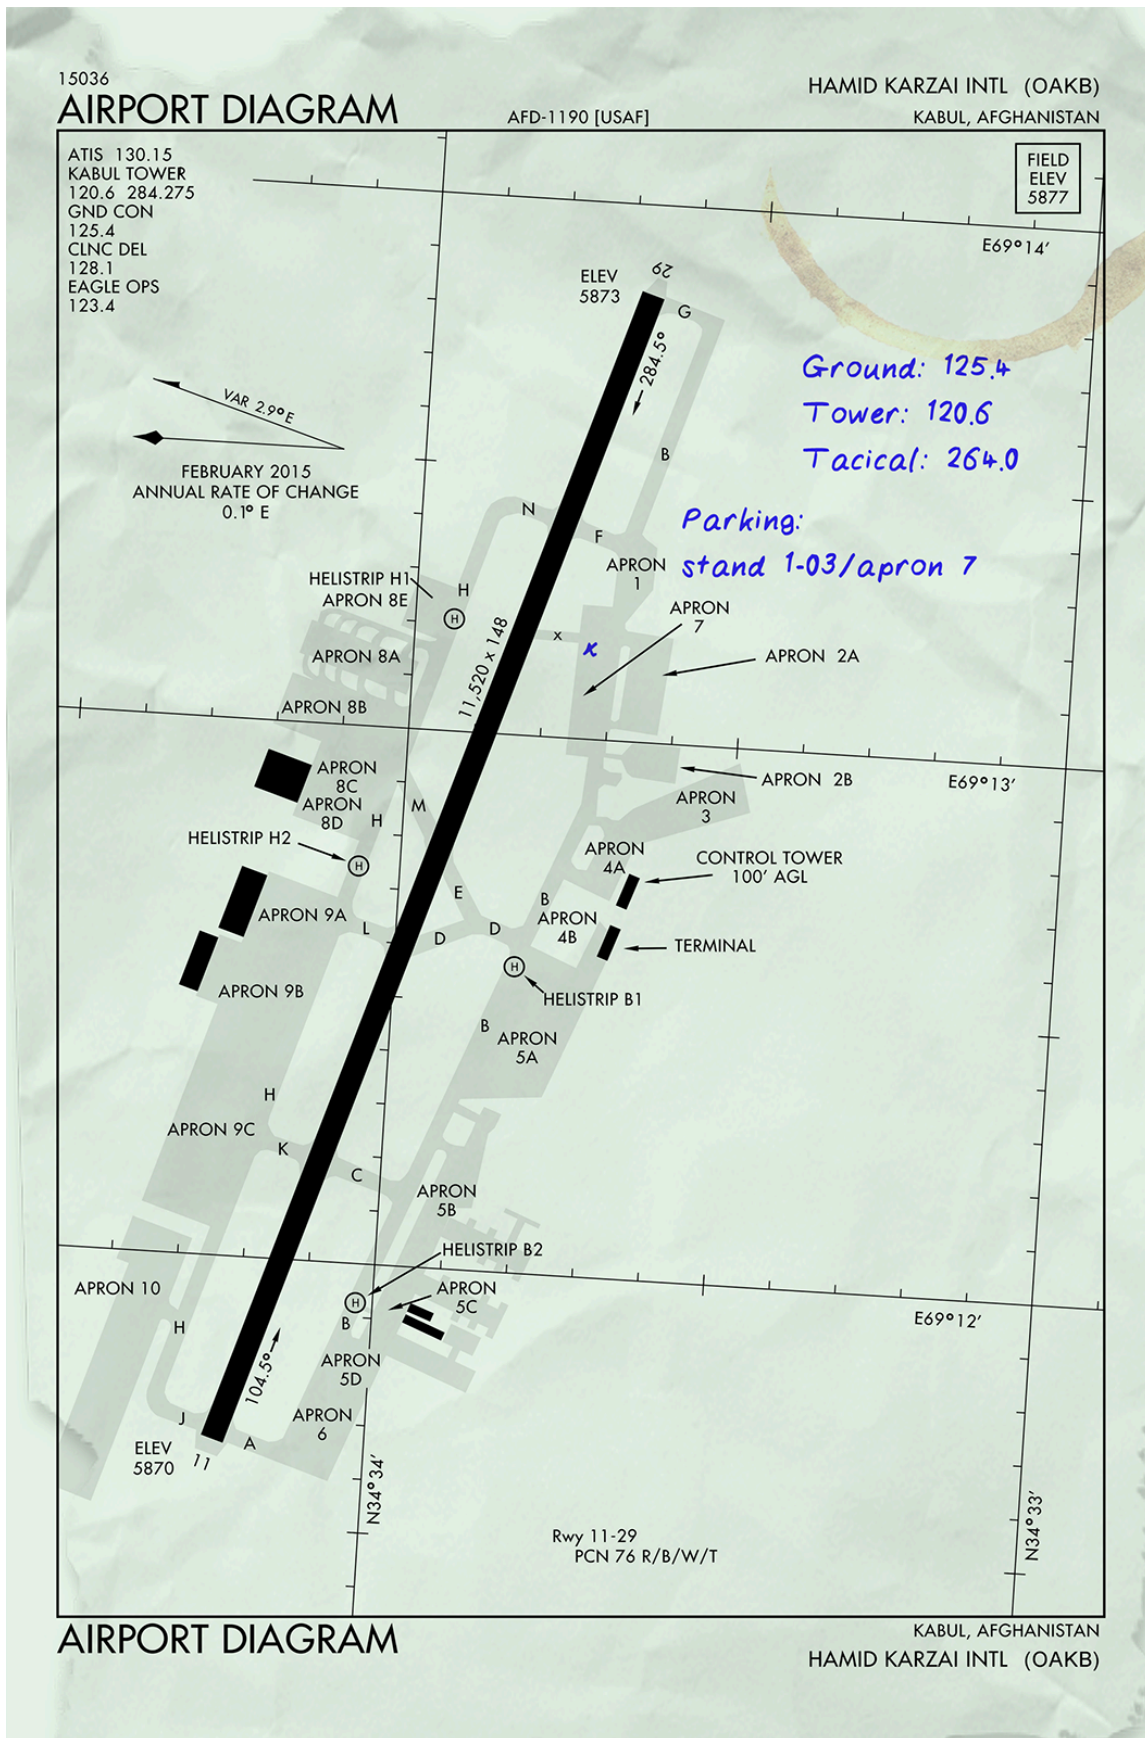 15036
AIRPORT DIAGRAM
AFD-1190 [USAF]
HAMID KARZAI INTL (OAKB)
KABUL, AFGHANISTAN
ATIS 130.15
KABUL TOWER
120.6 284.275
GND CON
125.4
CLNC DEL
128.1
EAGLE OPS
123.4
FIELD
ELEV
5877
E69°14'
ELEV
5873
29
G
284.5°
Ground: 125.4
Tower: 120.6
Tacical: 264.0
VAR 2.9°E
FEBRUARY 2015
ANNUAL RATE OF CHANGE
0.1° E
B
N
F
Parking:
stand 1-03/apron 7
APRON
1
HELISTRIP H1
APRON 8E
H
H
APRON
7
x
K
11,520 x 148
APRON 8A
APRON 2A
APRON 8B
APRON
8C
APRON 2B
E69°13'
APRON
8D
H
M
APRON
3
HELISTRIP H2
H
APRON
4A
CONTROL TOWER
100' AGL
E
B
APRON 9A
L
D
D
APRON
4B
TERMINAL
H
APRON 9B
HELISTRIP B1
B
APRON
5A
H
APRON 9C
K
C
APRON
5B
HELISTRIP B2
APRON 10
H
APRON
5C
B
H
E69°12'
104.5°
APRON
5D
J
APRON
6
A
ELEV
5870
11
N34°34'
N34°33'
Rwy 11-29
PCN 76 R/B/W/T
AIRPORT DIAGRAM
KABUL, AFGHANISTAN
HAMID KARZAI INTL (OAKB)